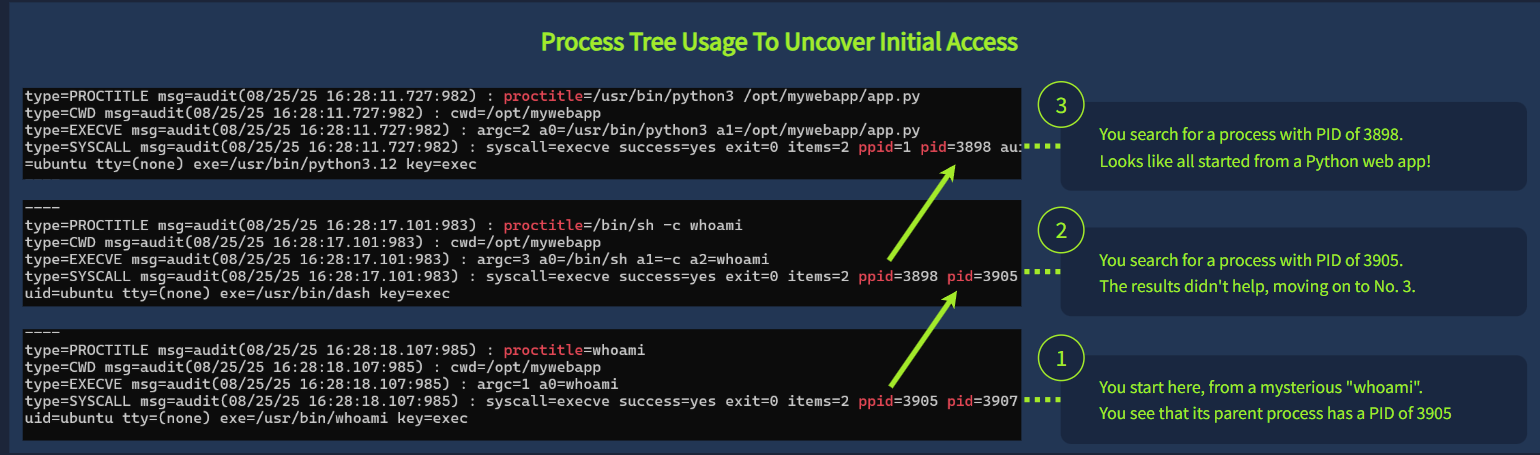 Process Tree Usage To Uncover Initial Access
type=PROCTITLE msg=audit(08/25/25 16:28:11.727:982) : proctitle=/usr/bin/python3 /opt/mywebapp/app.py
type=CWD msg=audit(08/25/25 16:28:11.727:982) : cwd=/opt/mywebapp
type=EXECVE msg=audit(08/25/25 16:28:11.727:982) : argc=2 a0=/usr/bin/python3 a1=/opt/mywebapp/app.py
type=SYSCALL msg=audit(08/25/25 16:28:11.727:982) : syscall=execve success=yes exit=0 items=2 ppid=1 pid=3898 aui
=ubuntu tty=(none) exe=/usr/bin/python3.12 key=exec
3
You search for a process with PID of 3898.
Looks like all started from a Python web app!
----
type=PROCTITLE msg=audit(08/25/25 16:28:17.101:983) : proctitle=/bin/sh -c whoami
type=CWD msg=audit(08/25/25 16:28:17.101:983) : cwd=/opt/mywebapp
type=EXECVE msg=audit(08/25/25 16:28:17.101:983) : argc=3 a0=/bin/sh a1=-c a2=whoami
type=SYSCALL msg=audit(08/25/25 16:28:17.101:983) : syscall=execve success=yes exit=0 items=2 ppid=3898 pid=3905
uid=ubuntu tty=(none) exe=/usr/bin/dash key=exec
2
You search for a process with PID of 3905.
The results didn't help, moving on to No. 3.
----
type=PROCTITLE msg=audit(08/25/25 16:28:18.107:985) : proctitle=whoami
type=CWD msg=audit(08/25/25 16:28:18.107:985) : cwd=/opt/mywebapp
type=EXECVE msg=audit(08/25/25 16:28:18.107:985) : argc=1 a0=whoami
type=SYSCALL msg=audit(08/25/25 16:28:18.107:985) : syscall=execve success=yes exit=0 items=2 ppid=3905 pid=3907
uid=ubuntu tty=(none) exe=/usr/bin/whoami key=exec
1
You start here, from a mysterious "whoami".
You see that its parent process has a PID of 3905